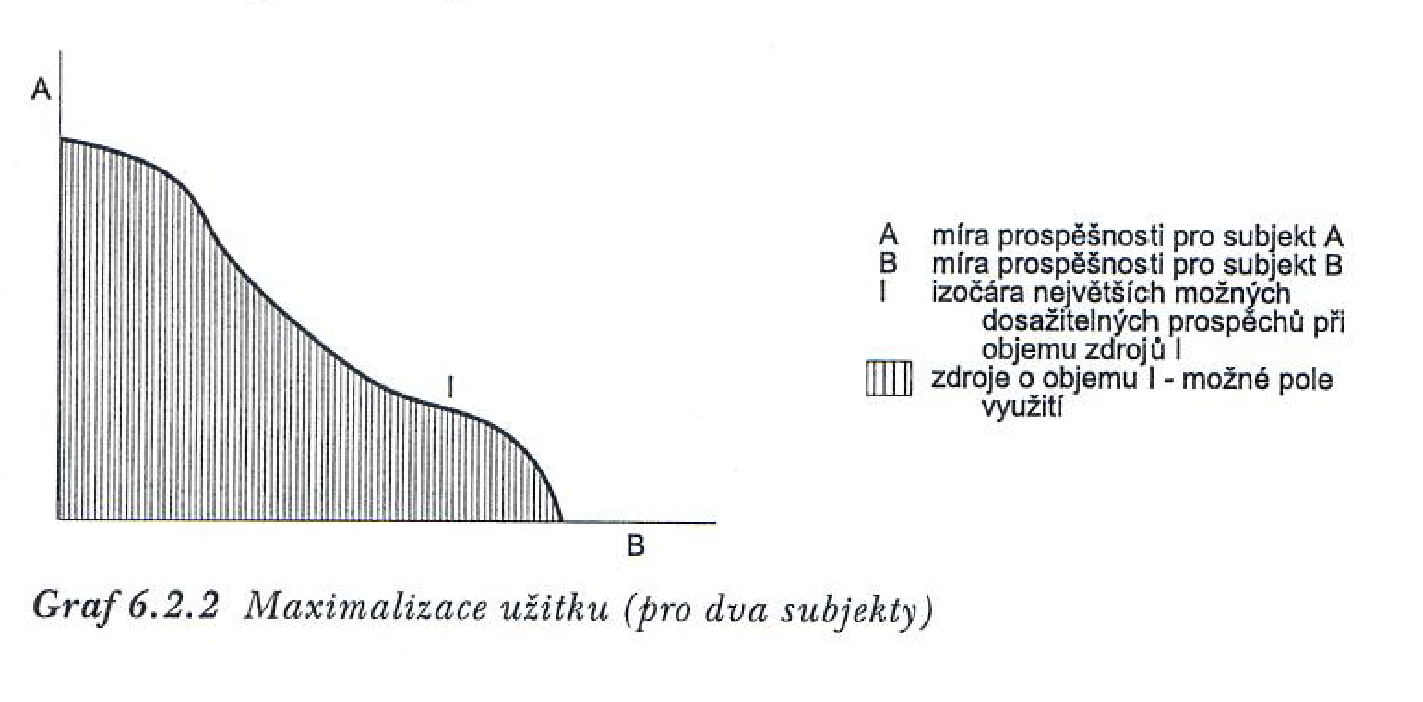 A
I
B
A míra prospěšnosti pro subjekt A
B míra prospěšnosti pro subjekt B
I izočára největších možných
dosažitelných prospěchů při
objemu zdrojů I
zdroje o objemu I - možné pole
využití
Graf 6.2.2 Maximalizace užitku (pro dva subjekty)